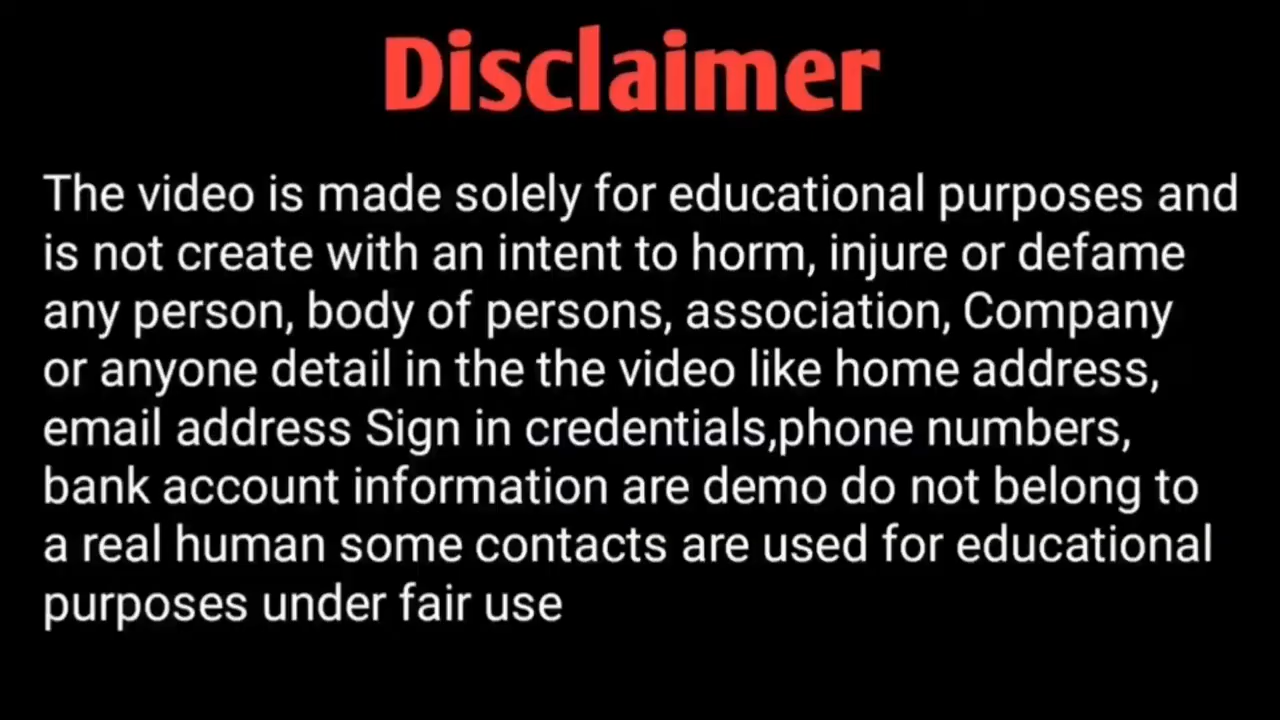 Disclaimer
The video is made solely for educational purposes and
is not create with an intent to horm, injure or defame
any person, body of persons, association, Company
or anyone detail in the the video like home address,
email address Sign in credentials,phone numbers,
bank account information are demo do not belong to
a real human some contacts are used for educational
purposes under fair use